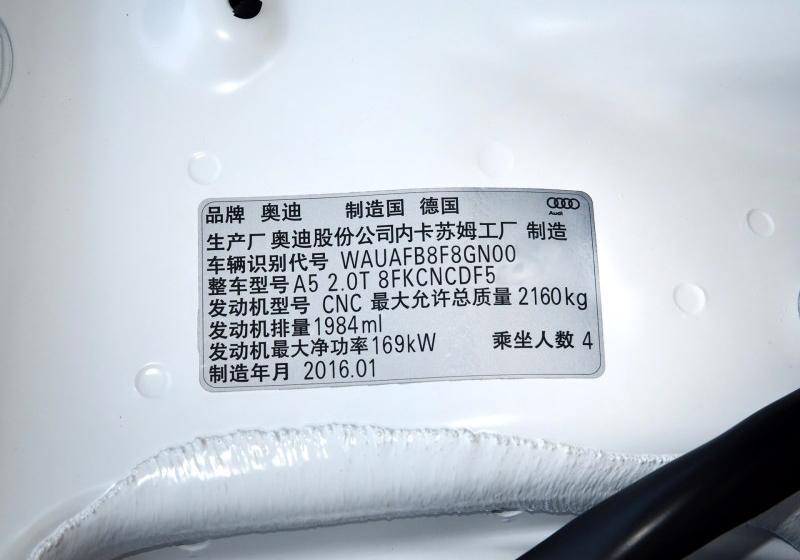 品牌 奥迪 制造国 德国
Audi
生产厂 奥迪股份公司内卡苏姆工厂 制造
车辆识别代号 WAUAFB8F8GN00
整车型号 A5 2.0T 8FKCNCDF5
发动机型号 CNC 最大允许总质量 2160kg
发动机排量 1984ml
发动机最大净功率 169kW 乘坐人数 4
制造年月 2016.01